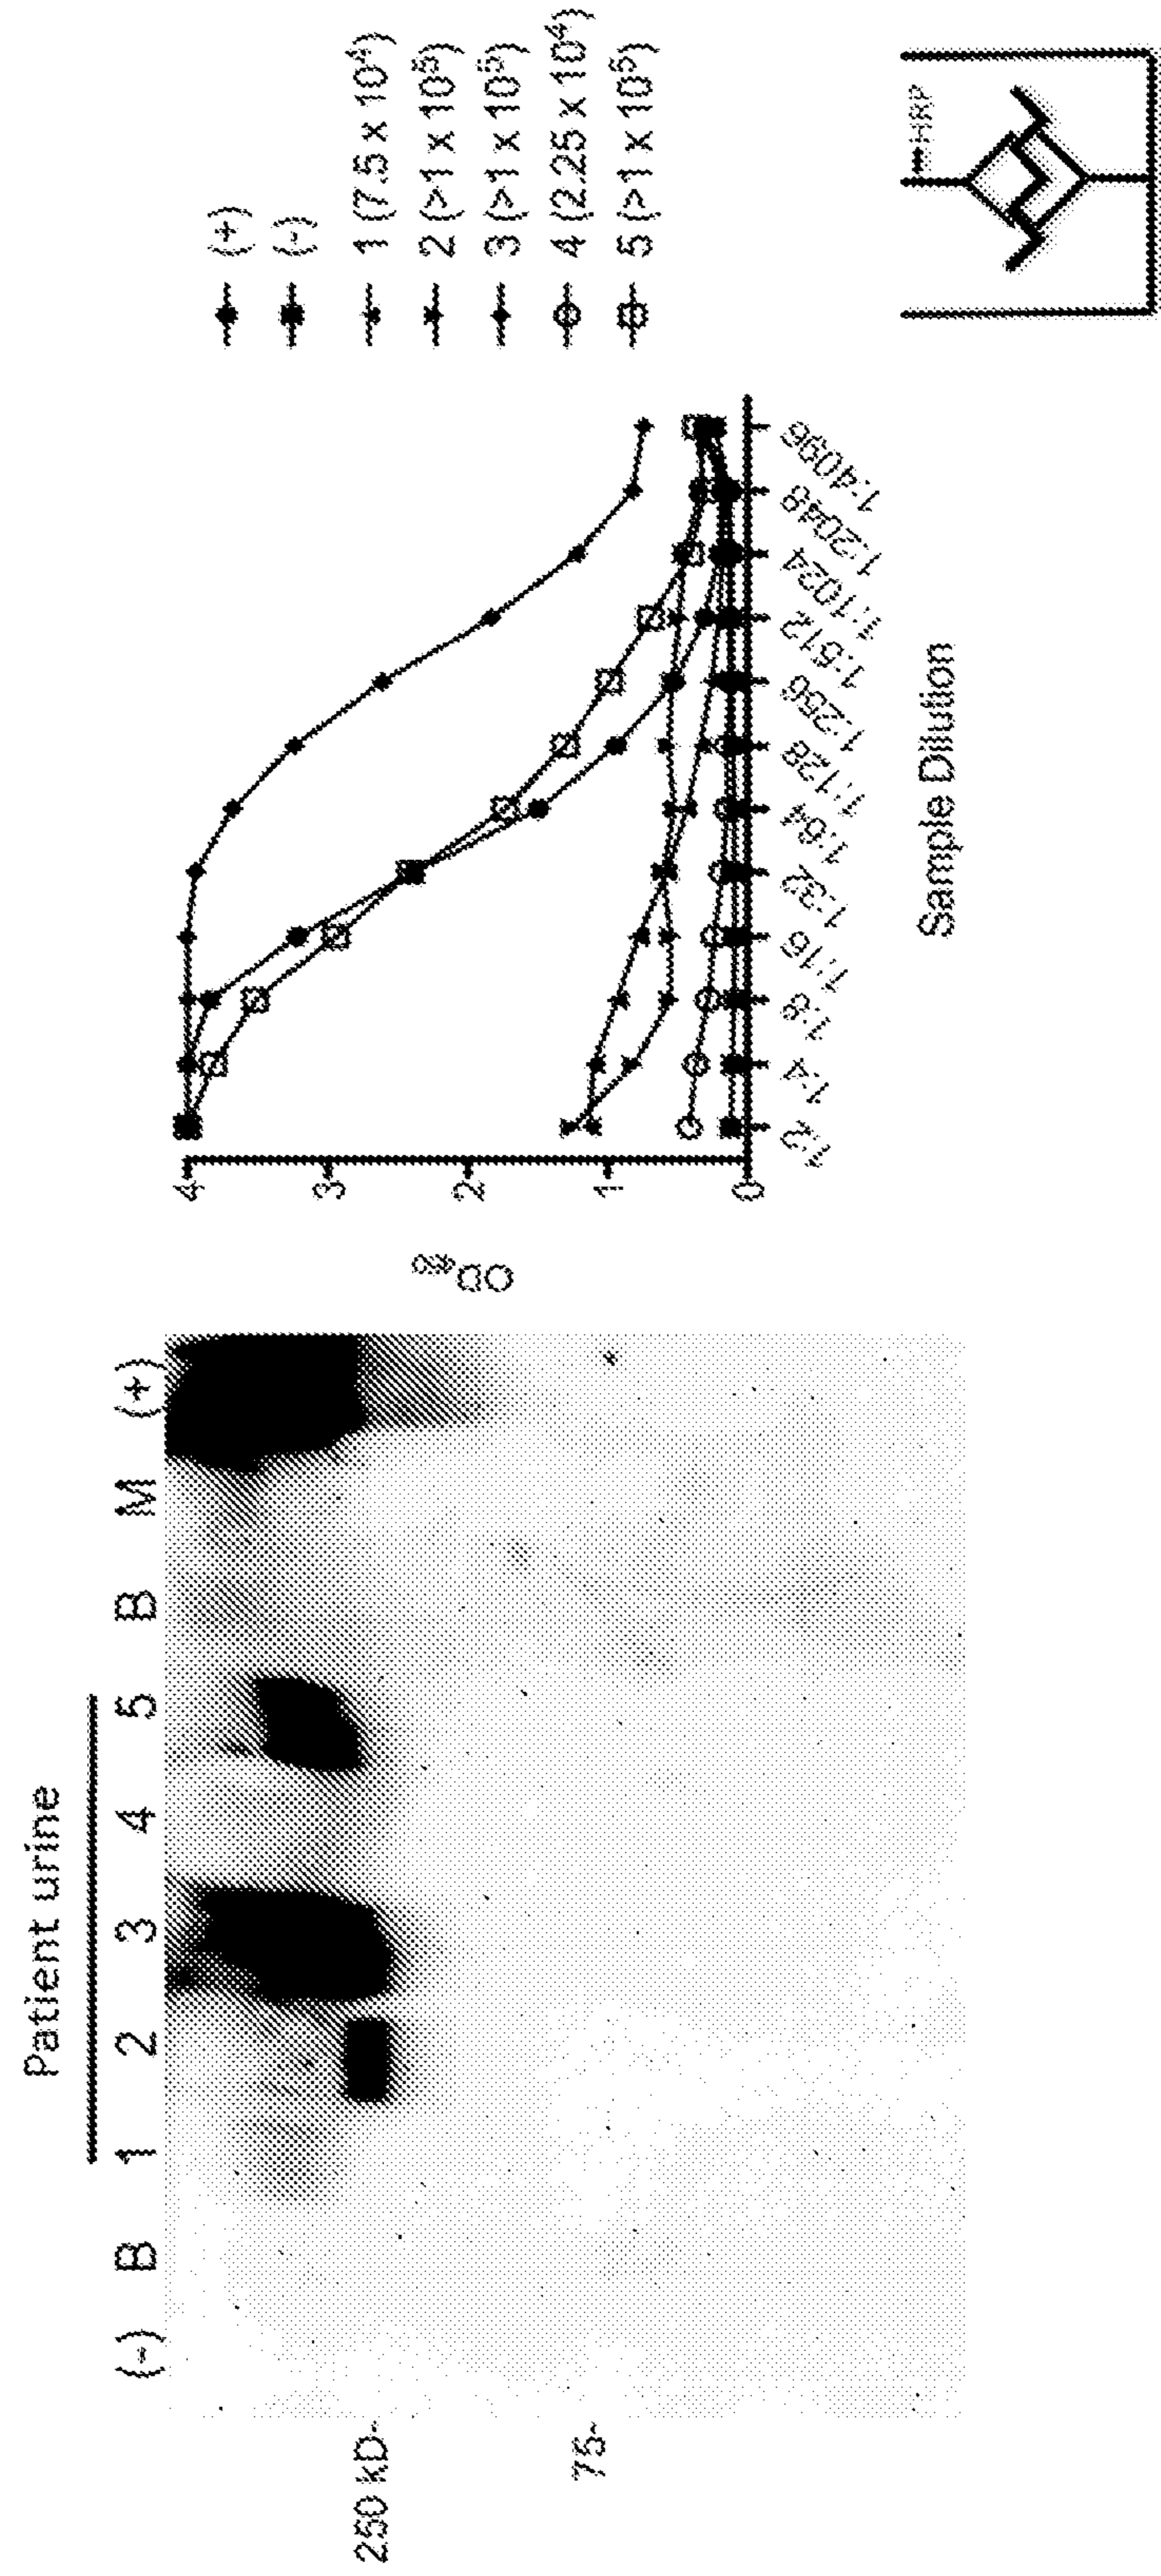 Patient urine
(-) B 1 2 3 4 5 B M (+)
250 kD-
75-
4
3
2
1
0
1:2 1:4 1:8 1:16 1:32 1:64 1:128 1:256 1:512 1:1024 1:2048 1:4096
Sample Dilution
(+)
(-)
1 (7.5 x 10⁴)
2 (>1 x 10⁵)
3 (>1 x 10⁵)
4 (2.25 x 10⁴)
5 (>1 x 10⁵)
HRP